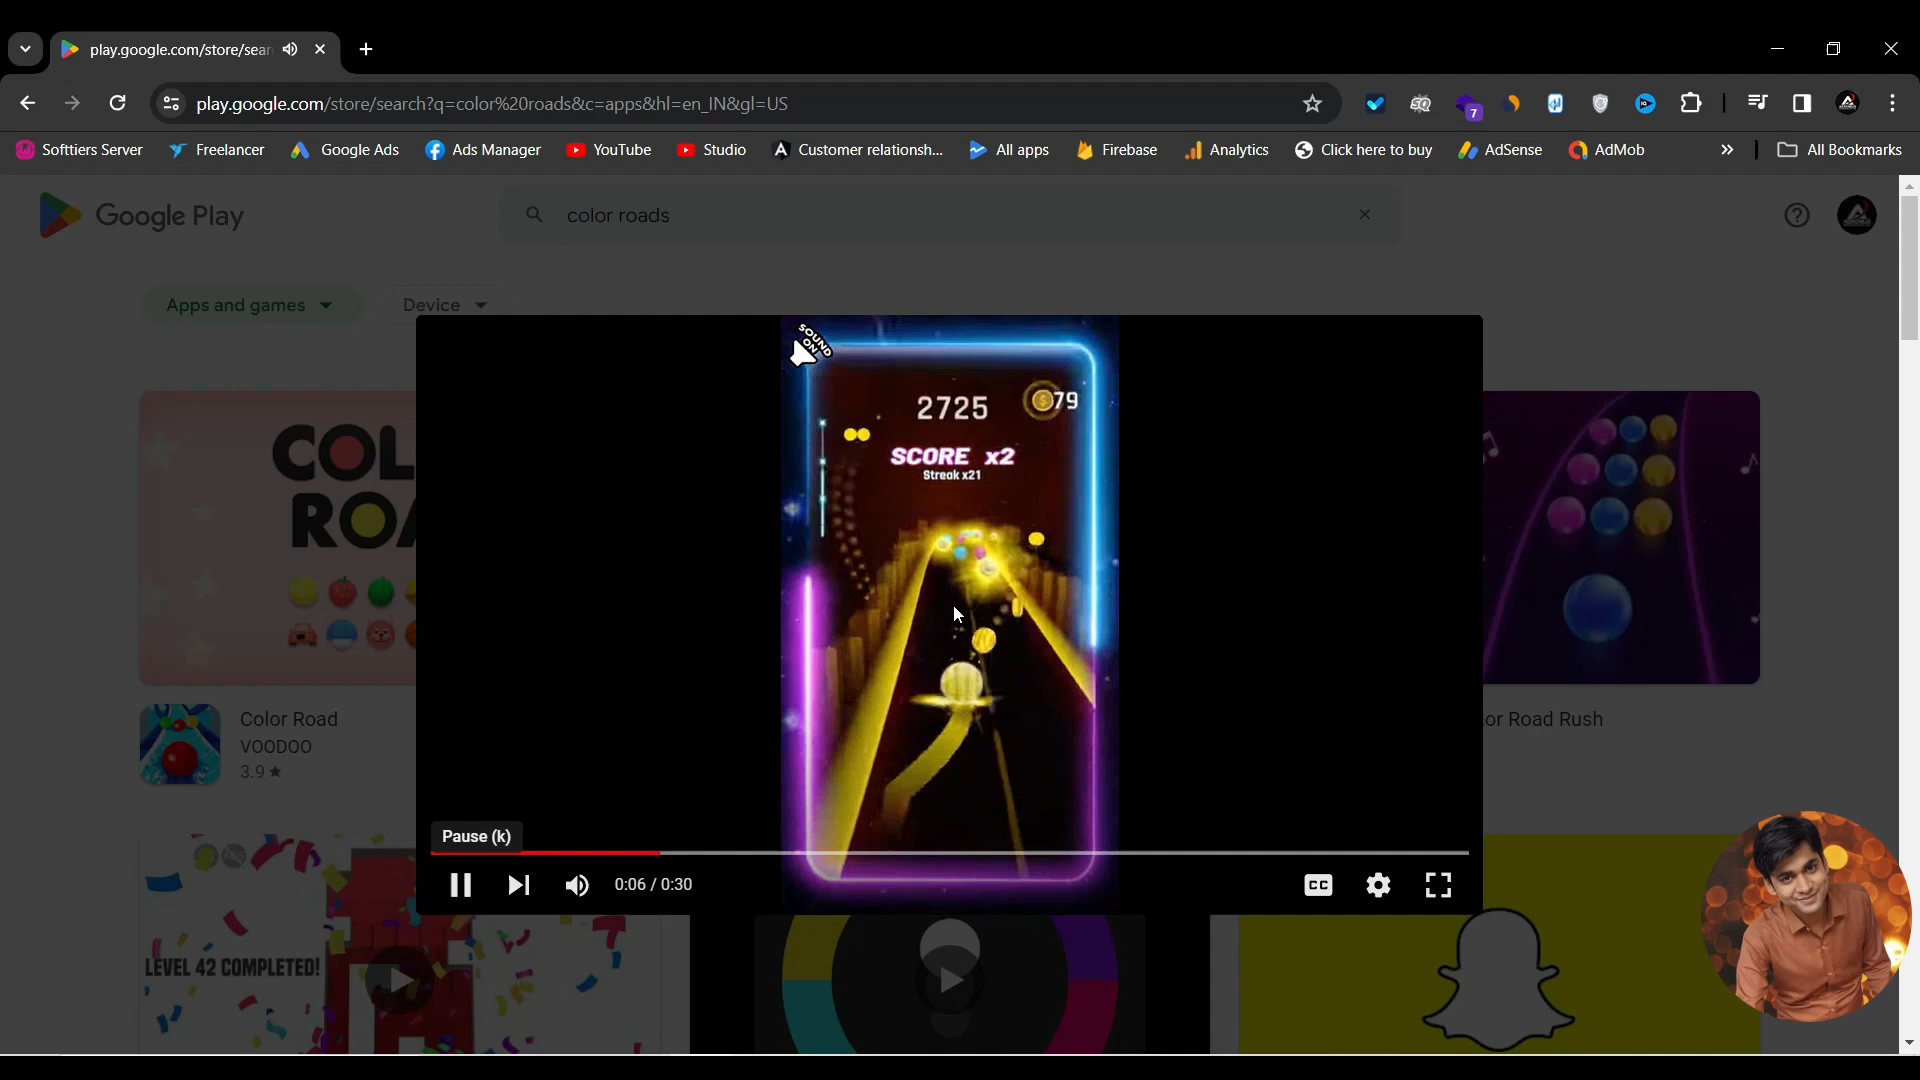 play.google.com/store/sear
play.google.com/store/search?q=color%20roads&c=apps&hl=en_IN&gl=US
7
Softtiers Server
Freelancer
Google Ads
Ads Manager
YouTube
Studio
Customer relationsh...
All apps
Firebase
Analytics
Click here to buy
AdSense
AdMob
All Bookmarks
Google Play
color roads
Apps and games
Device
SOUND
ON
2725
79
SCORE x2
Streak x21
COL
ROA
Color Road
VOODOO
3.9★
or Road Rush
Pause (k)
0:06 / 0:30
CC
LEVEL 42 COMPLETED!